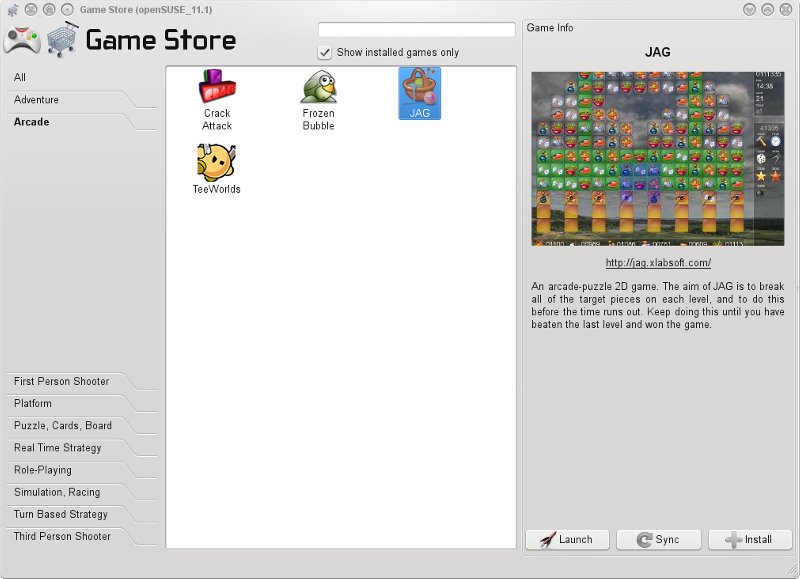 Game Store (openSUSE_11.1)
Game Store
Show installed games only
All
Adventure
Arcade
First Person Shooter
Platform
Puzzle, Cards, Board
Real Time Strategy
Role-Playing
Simulation, Racing
Turn Based Strategy
Third Person Shooter
Crack
Attack
Frozen
Bubble
JAG
TeeWorlds
Game Info
JAG
14:38
21
41335
http://jag.xlabsoft.com/
An arcade-puzzle 2D game. The aim of JAG is to break
all of the target pieces on each level, and to do this
before the time runs out. Keep doing this until you have
beaten the last level and won the game.
Launch
Sync
Install